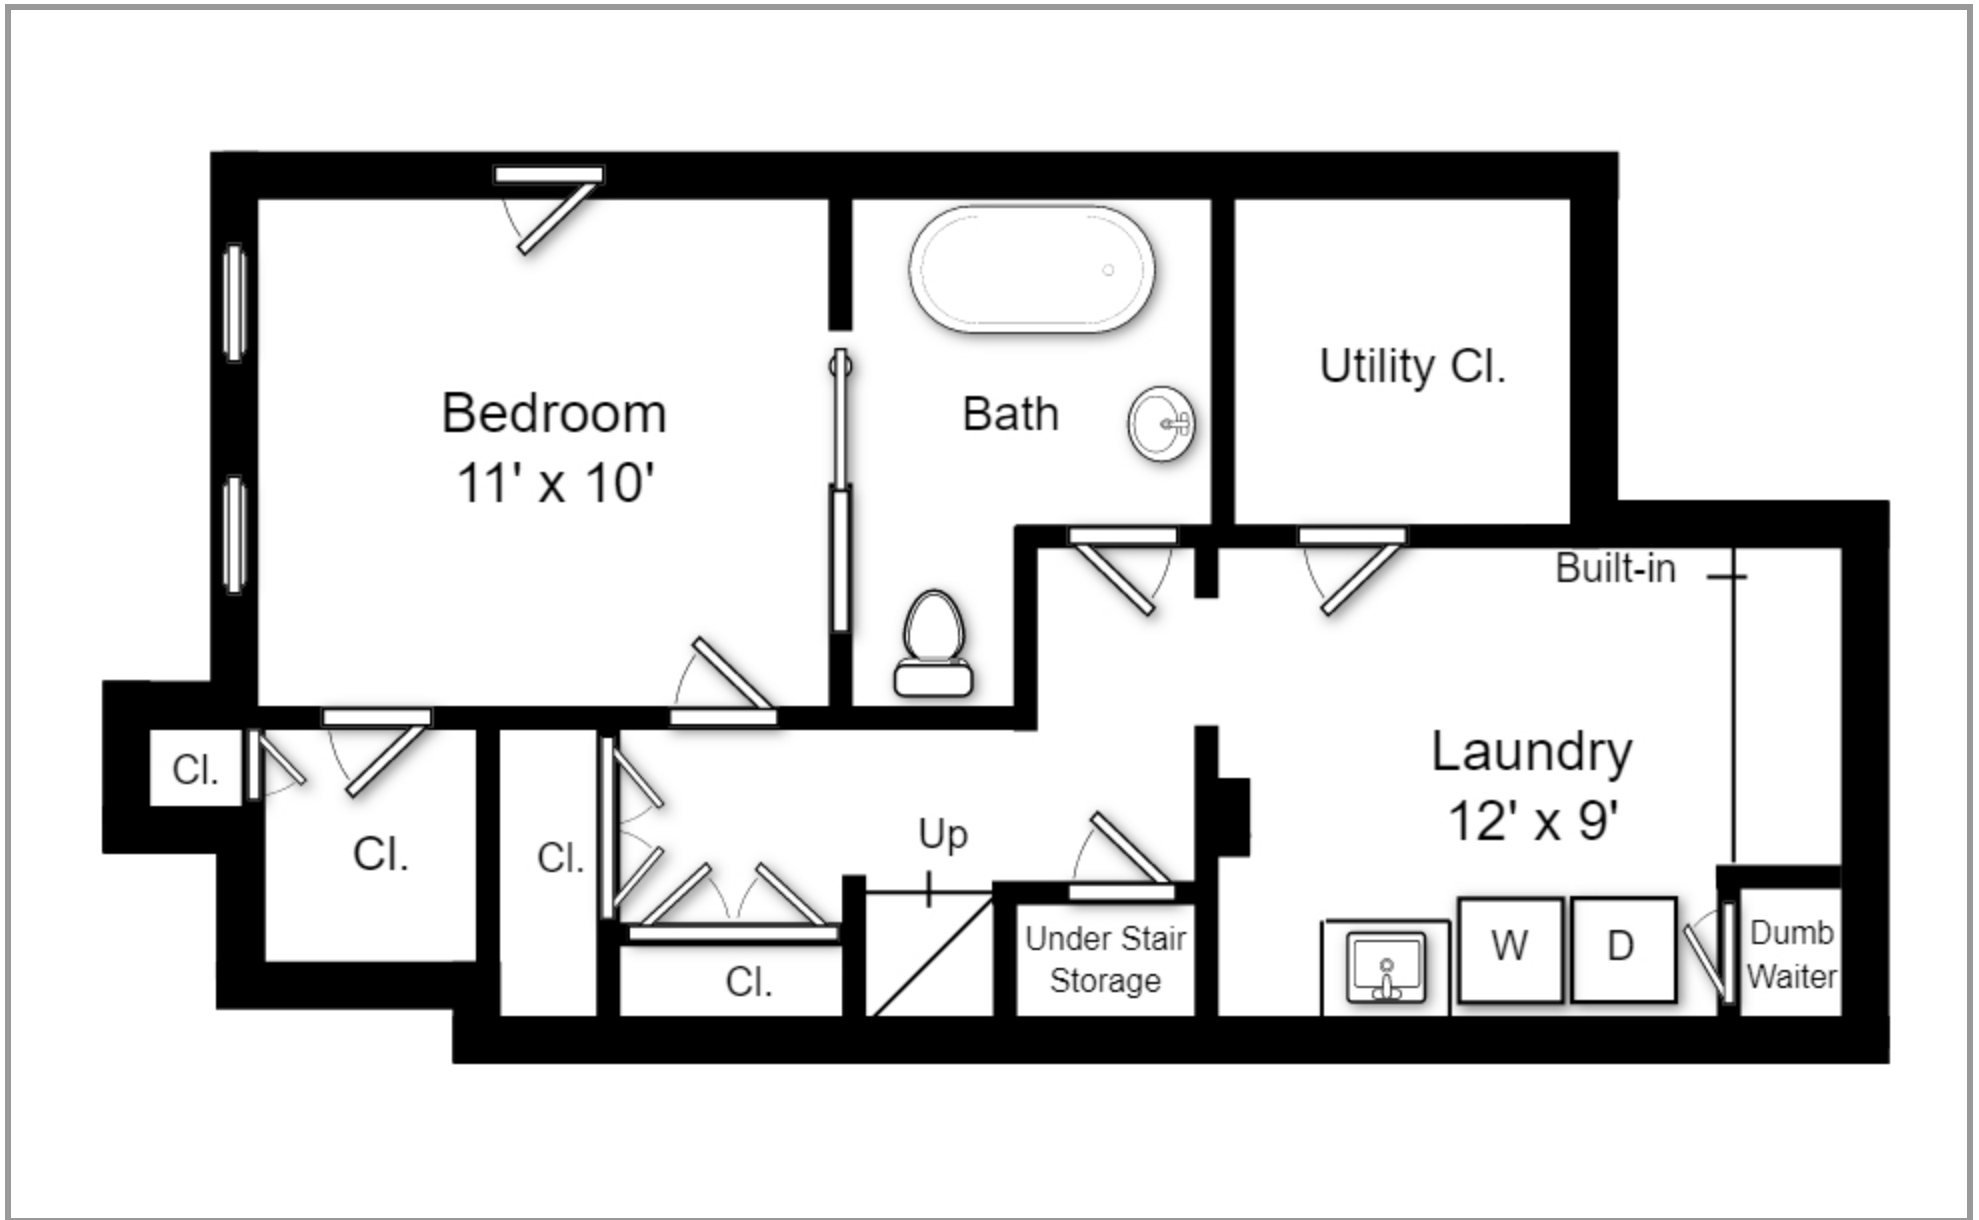 Bedroom
11' x 10'
Bath
Utility Cl.
Built-in
Laundry
12' x 9'
Cl.
Cl.
Cl.
Up
Cl.
Under Stair
Storage
W
D
Dumb
Waiter